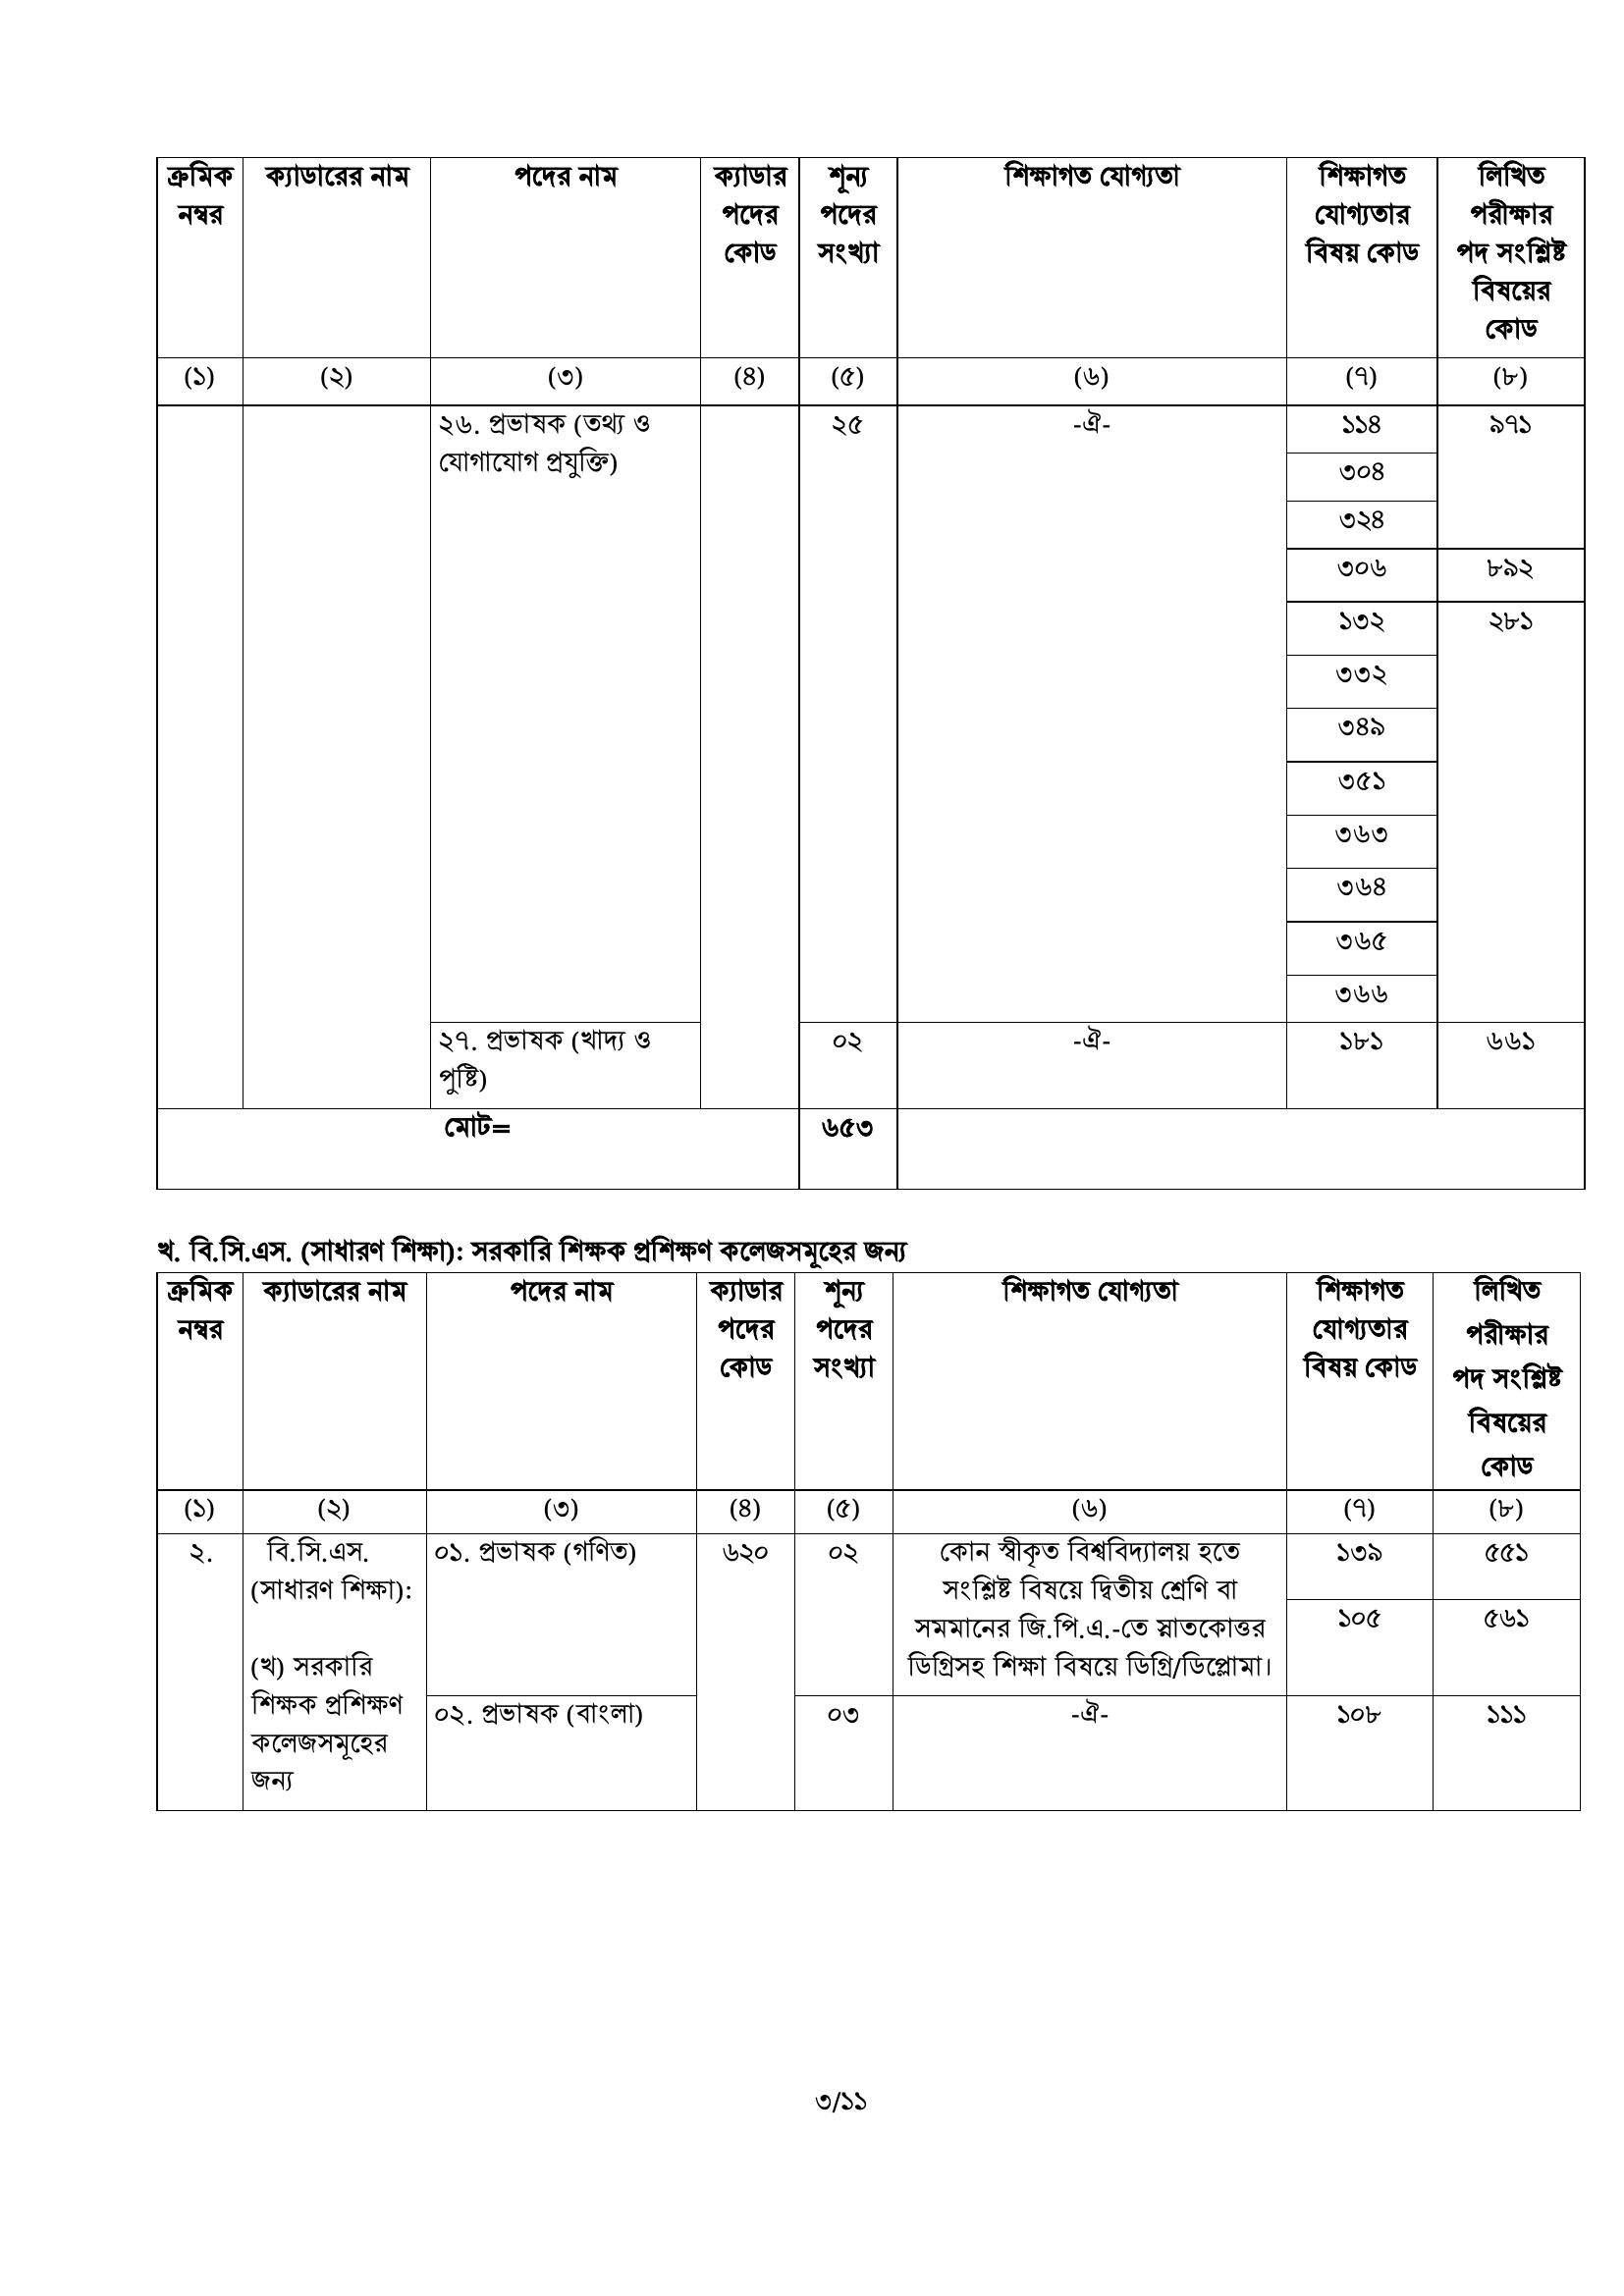 ক্রমিক নম্বর | ক্যাডারের নাম | পদের নাম | ক্যাডার পদের কোড | শূন্য পদের সংখ্যা | শিক্ষাগত যোগ্যতা | শিক্ষাগত যোগ্যতার বিষয় কোড | লিখিত পরীক্ষার পদ সংশ্লিষ্ট বিষয়ের কোড
(১) (২) (৩) (৪) (৫) (৬) (৭) (৮)
২৬. প্রভাষক (তথ্য ও ২৫ -ঐ- ১১৪ ৯৭১
যোগাযোগ প্রযুক্তি)
৩০৪
৩২৪
৩০৬ ৮৯২
১৩২ ২৮১
৩৩২
৩৪৯
৩৫১
৩৬৩
৩৬৪
৩৬৫
৩৬৬
২৭. প্রভাষক (খাদ্য ও ০২ -ঐ- ১৮১ ৬৬১
পুষ্টি)
মোট= ৬৫৩
খ. বি.সি.এস. (সাধারণ শিক্ষা): সরকারি শিক্ষক প্রশিক্ষণ কলেজসমূহের জন্য
ক্রমিক নম্বর | ক্যাডারের নাম | পদের নাম | ক্যাডার পদের কোড | শূন্য পদের সংখ্যা | শিক্ষাগত যোগ্যতা | শিক্ষাগত যোগ্যতার বিষয় কোড | লিখিত পরীক্ষার পদ সংশ্লিষ্ট বিষয়ের কোড
(১) (২) (৩) (৪) (৫) (৬) (৭) (৮)
২. বি.সি.এস. ০১. প্রভাষক (গণিত) ৬২০ ০২ কোন স্বীকৃত বিশ্ববিদ্যালয় হতে ১৩৯ ৫৫১
(সাধারণ শিক্ষা): সংশ্লিষ্ট বিষয়ে দ্বিতীয় শ্রেণি বা
সমমানের জি.পি.এ.-তে স্নাতকোত্তর ১০৫ ৫৬১
(খ) সরকারি ডিগ্রিসহ শিক্ষা বিষয়ে ডিগ্রি/ডিপ্লোমা।
শিক্ষক প্রশিক্ষণ ০২. প্রভাষক (বাংলা) ০৩ -ঐ- ১০৮ ১১১
কলেজসমূহের
জন্য
৩/১১